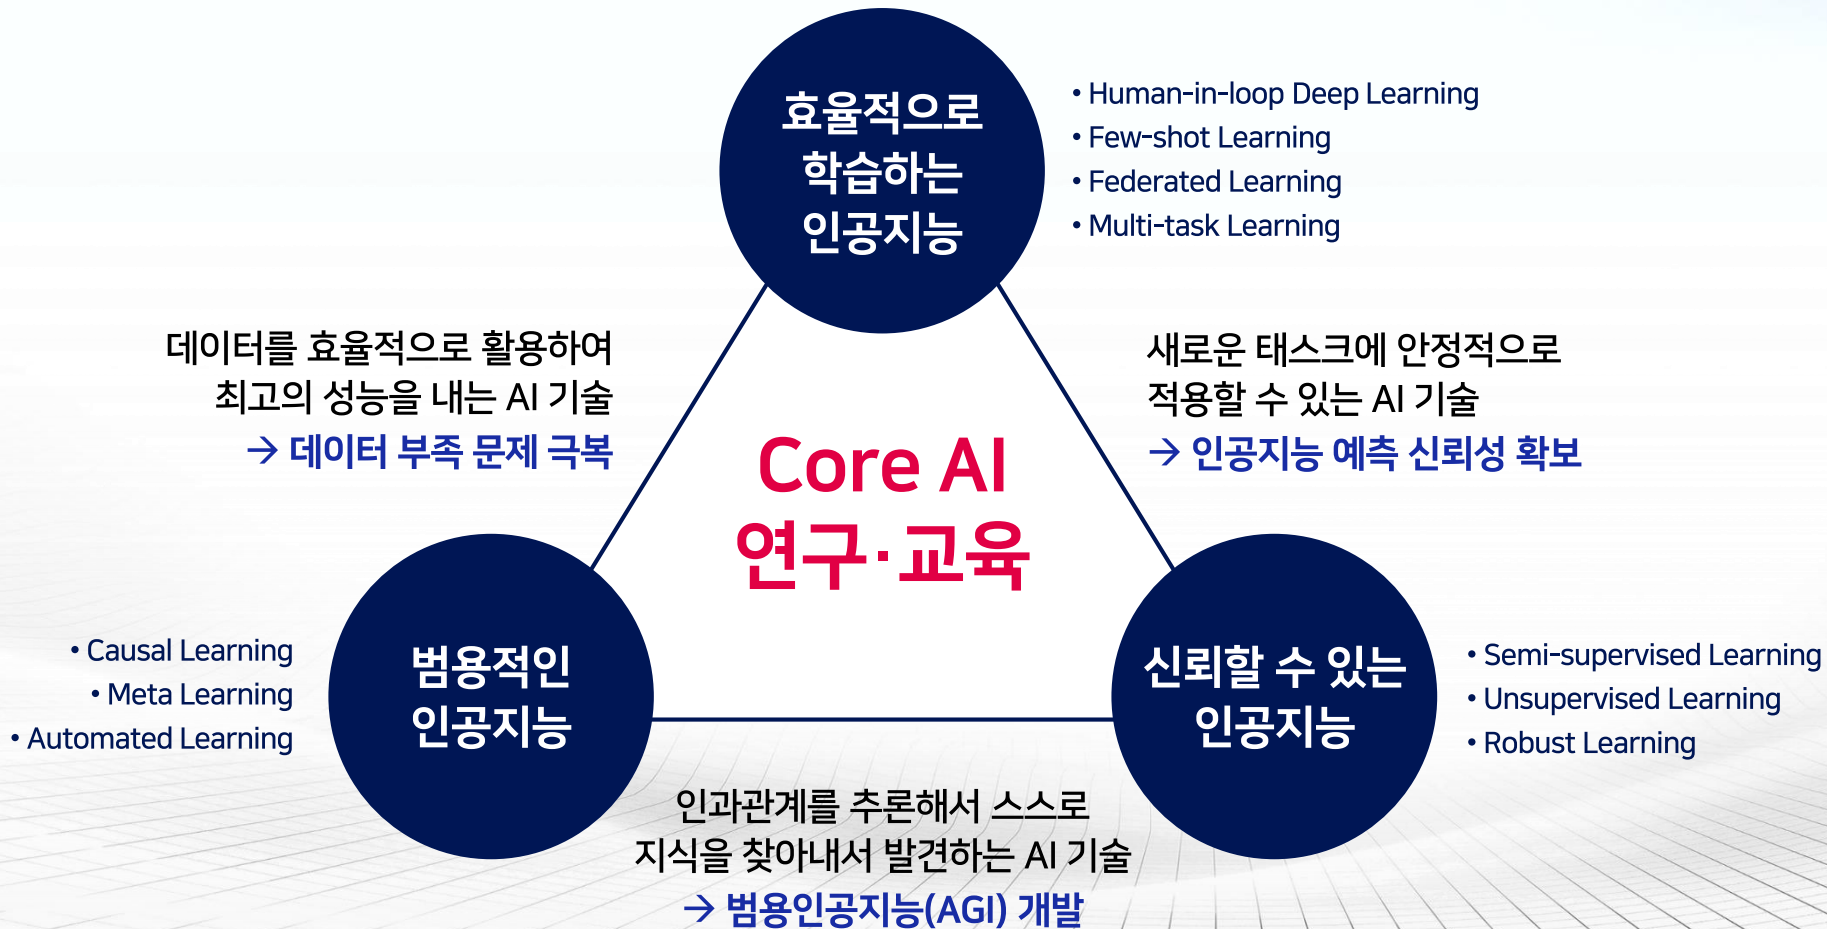 효율적으로
학습하는
인공지능
• Human-in-loop Deep Learning
• Few-shot Learning
• Federated Learning
• Multi-task Learning
데이터를 효율적으로 활용하여
최고의 성능을 내는 AI 기술
→ 데이터 부족 문제 극복
새로운 태스크에 안정적으로
적용할 수 있는 AI 기술
→ 인공지능 예측 신뢰성 확보
Core AI
연구·교육
• Causal Learning
• Meta Learning
• Automated Learning
범용적인
인공지능
신뢰할 수 있는
인공지능
• Semi-supervised Learning
• Unsupervised Learning
• Robust Learning
인과관계를 추론해서 스스로
지식을 찾아내서 발견하는 AI 기술
→ 범용인공지능(AGI) 개발